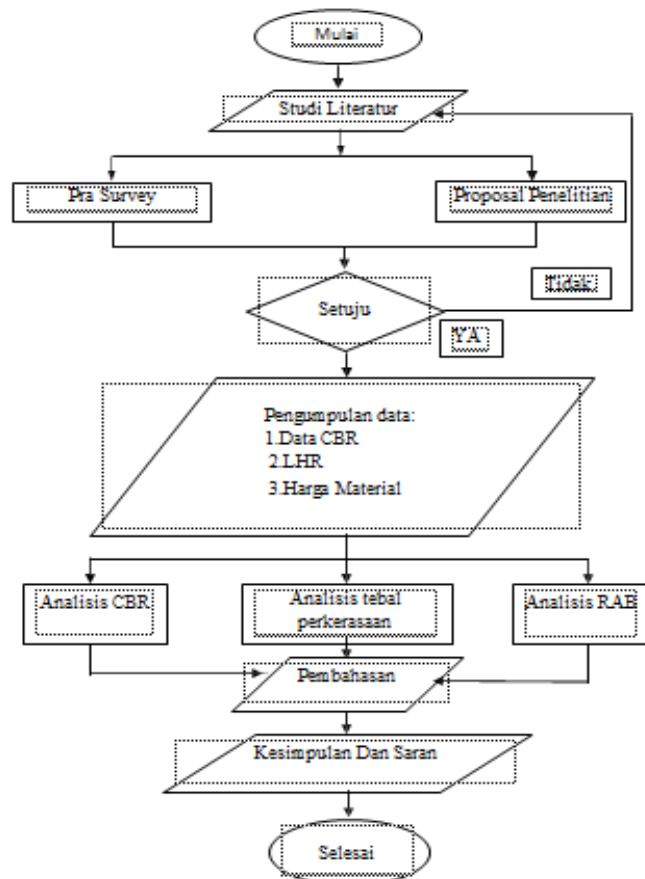 Mulai
Studi Literatur
Pra Survey
Proposal Penelitian
Tidak
Setuju
YA
Pengumpulan data:
1.Data CBR
2.LHR
3.Harga Material
Analisis CBR
Analisis tebal
perkerasaan
Analisis RAB
Pembahasan
Kesimpulan Dan Saran
Selesai